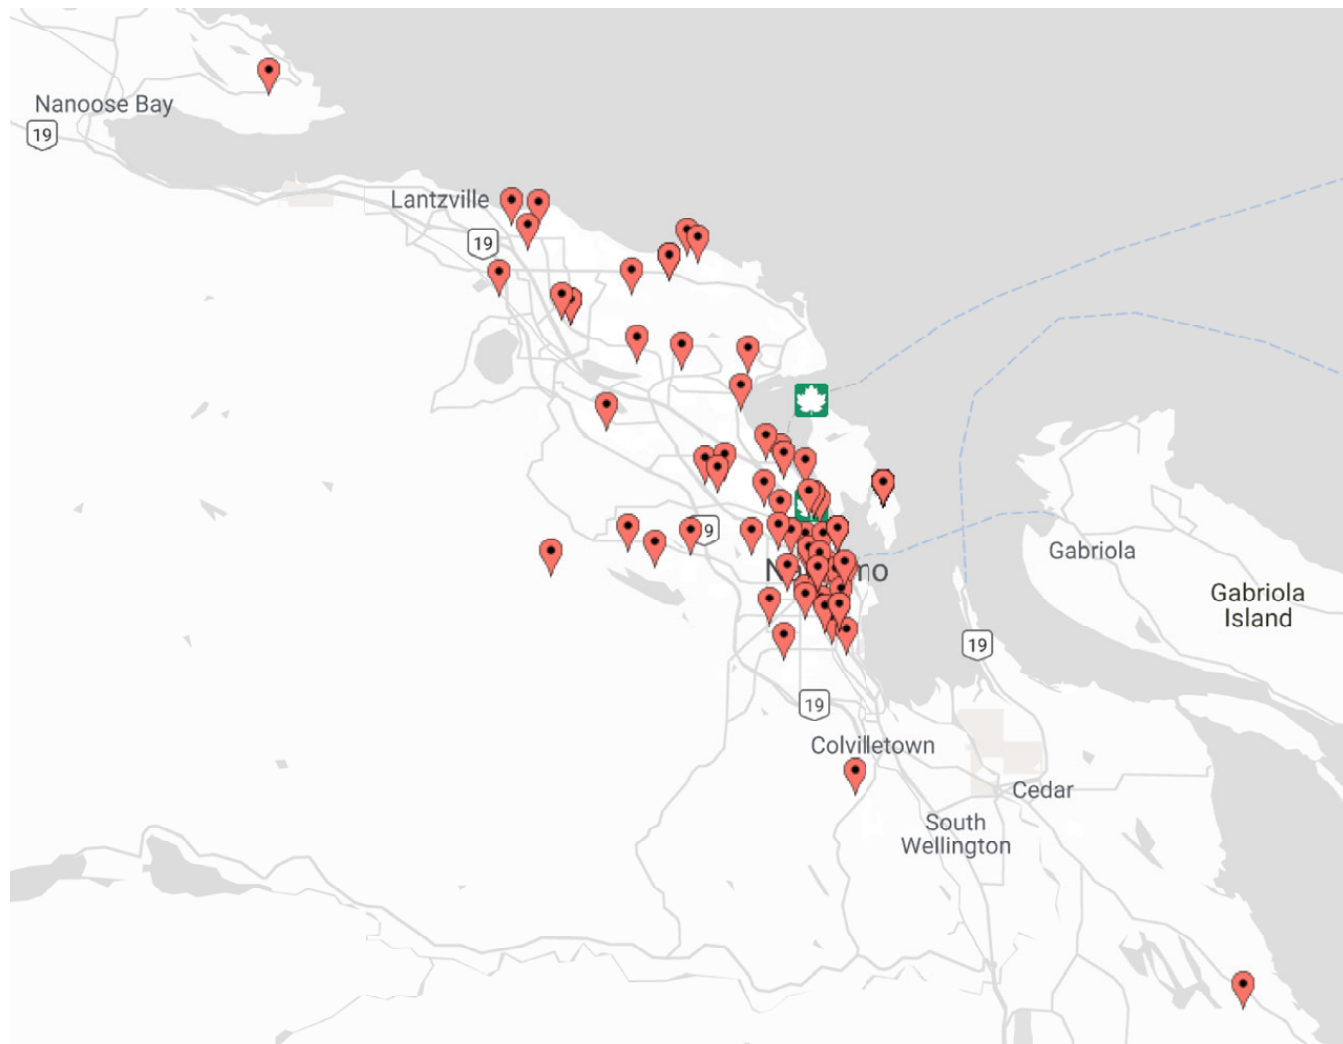 Nanoose Bay
19
Lantzville
19
9
Gabriola
Gabriola
Island
19
19
Colvilletown
Cedar
South
Wellington